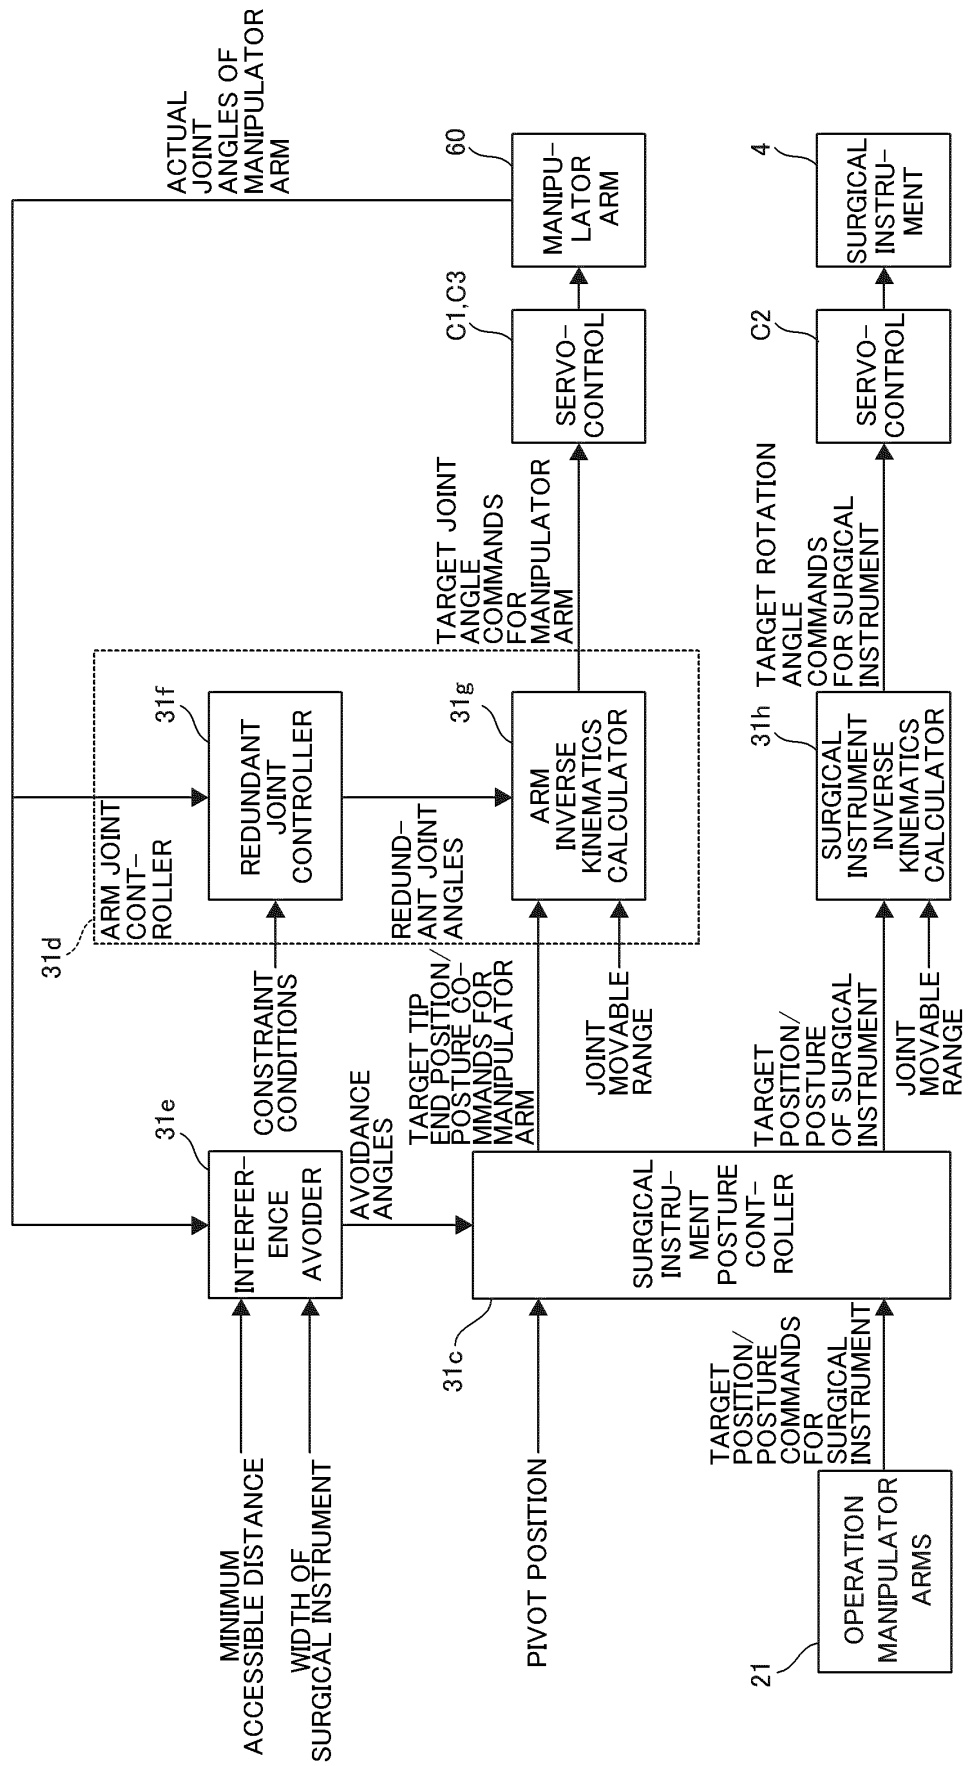 ACTUAL
JOINT
ANGLES OF
MANIPULATOR
ARM
31d
ARM JOINT
CONT-
ROLLER
MINIMUM
ACCESSIBLE DISTANCE
WIDTH OF
SURGICAL INSTRUMENT
31e
INTERFER-
ENCE
AVOIDER
CONSTRAINT
CONDITIONS
31f
REDUNDANT
JOINT
CONTROLLER
AVOIDANCE
ANGLES
REDUND-
ANT JOINT
ANGLES
PIVOT POSITION
31c
SURGICAL
INSTRU-
MENT
POSTURE
CONT-
ROLLER
TARGET TIP
END POSITION/
POSTURE CO-
MMANDS FOR
MANIPULATOR
ARM
JOINT
MOVABLE
RANGE
31g
ARM
INVERSE
KINEMATICS
CALCULATOR
TARGET JOINT
ANGLE
COMMANDS
FOR
MANIPULATOR
ARM
C1,C3
SERVO-
CONTROL
60
MANIPU-
LATOR
ARM
21
OPERATION
MANIPULATOR
ARMS
TARGET
POSITION/
POSTURE
COMMANDS
FOR
SURGICAL
INSTRUMENT
TARGET
POSITION/
POSTURE
OF SURGICAL
INSTRUMENT
JOINT
MOVABLE
RANGE
31h
SURGICAL
INSTRUMENT
INVERSE
KINEMATICS
CALCULATOR
TARGET ROTATION
ANGLE
COMMANDS
FOR SURGICAL
INSTRUMENT
C2
SERVO-
CONTROL
4
SURGICAL
INSTRU-
MENT